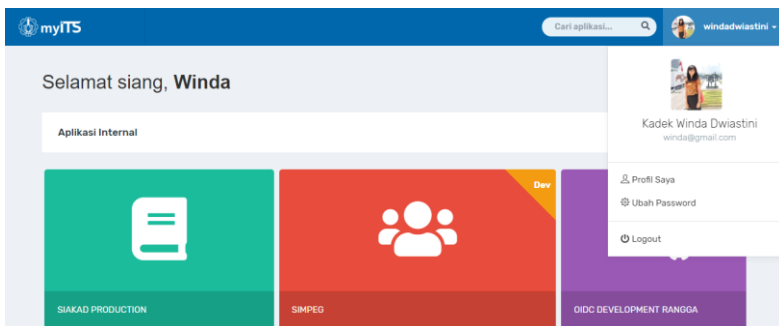 myITS
Cari aplikasi...
windadwiastini
Selamat siang, Winda
Kadek Winda Dwiastini
winda@gmail.com
Aplikasi Internal
Profil Saya
Ubah Password
Logout
Dev
SIAKAD PRODUCTION
SIMPEG
OIDC DEVELOPMENT RANGGA